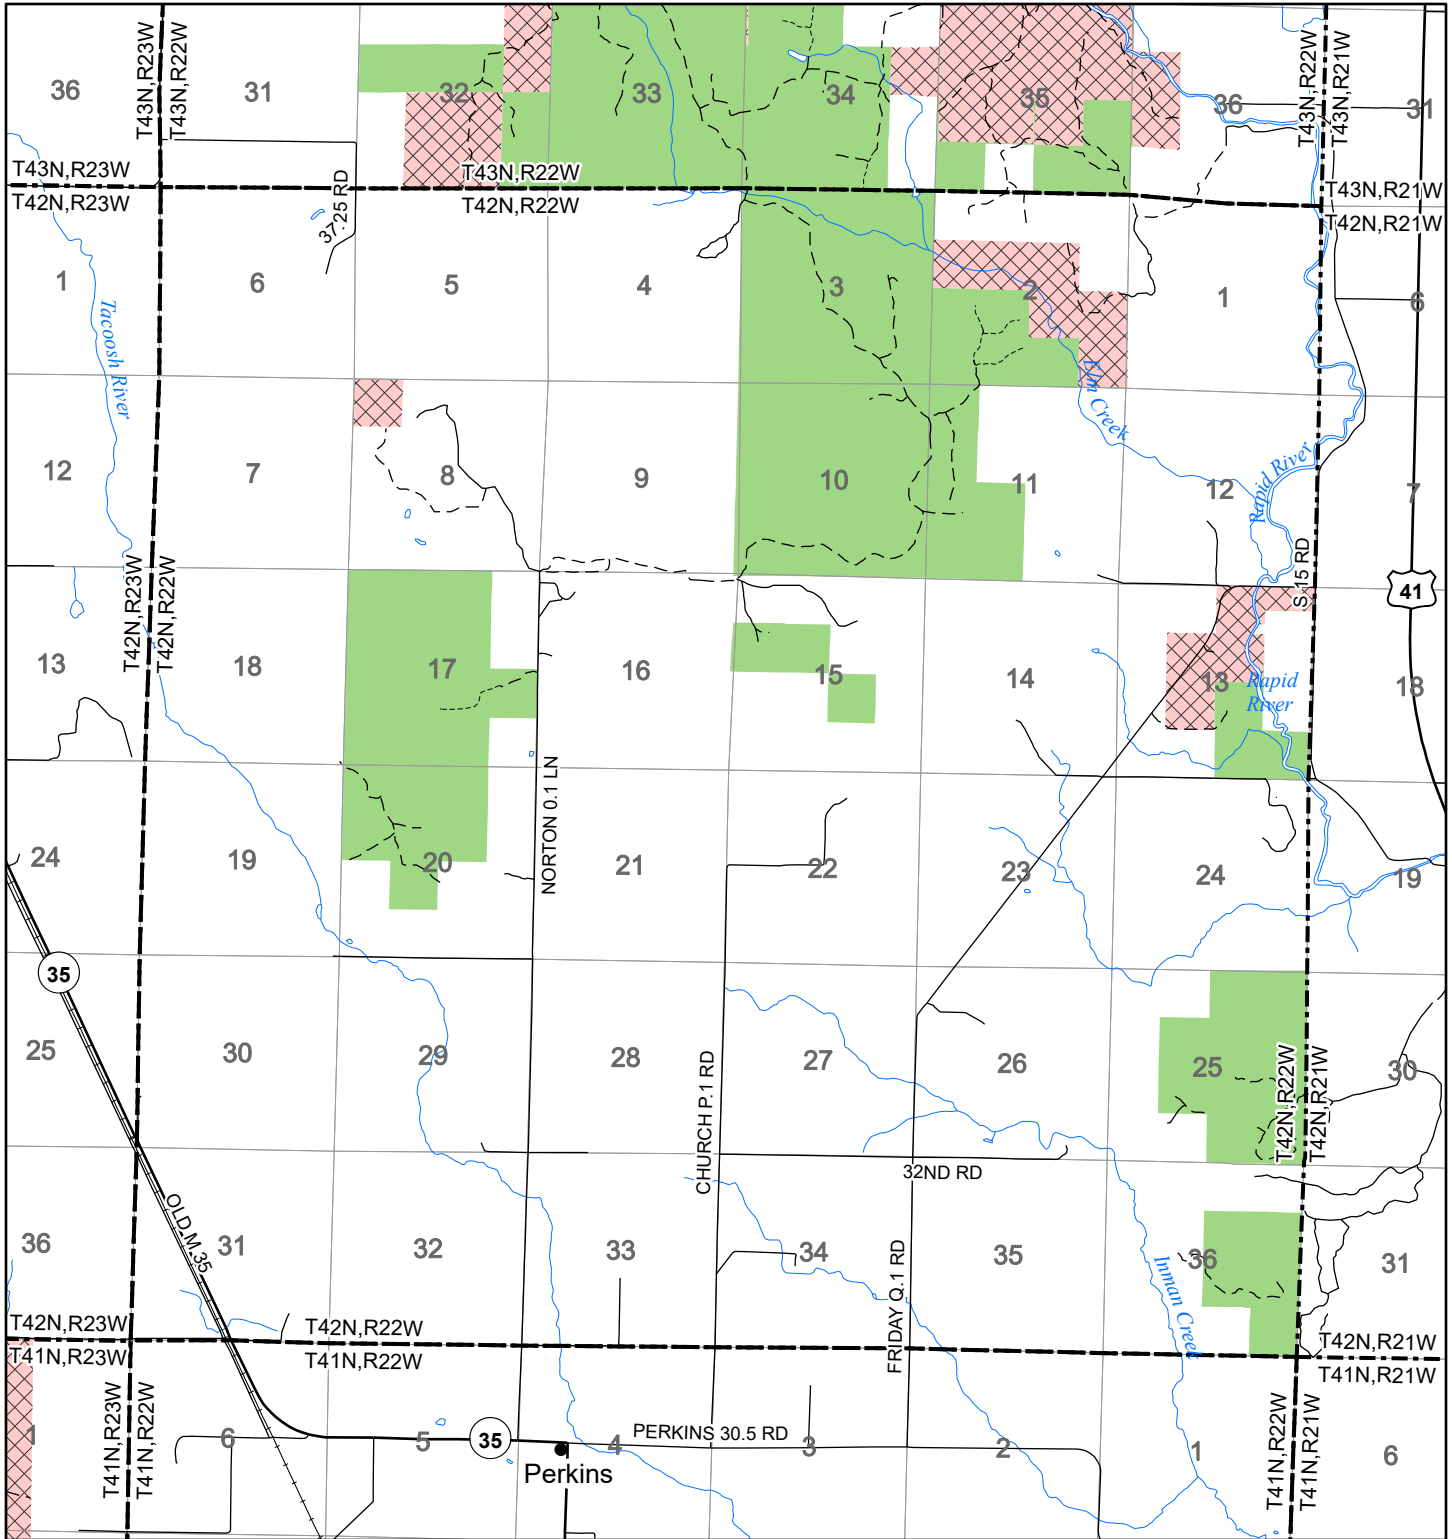 36
31
32
33
34
35
36
31
T43N,R23W
T43N,R22W
T43N,R22W
T43N,R21W
T43N,R23W
T43N,R22W
T43N,R21W
T42N,R23W
T42N,R22W
T42N,R21W
37.25 RD
1
6
5
4
3
2
1
6
Tacoosh River
Elm Creek
12
7
8
9
10
11
12
7
Rapid River
S 15 RD
41
T42N,R23W
T42N,R22W
13
18
17
16
15
14
13
18
Rapid
River
NORTON 0.1 LN
24
19
20
21
22
23
24
19
35
25
30
29
28
27
26
25
30
CHURCH P.1 RD
T42N,R22W
T42N,R21W
32ND RD
OLD M 35
36
31
32
33
34
35
36
31
FRIDAY Q.1 RD
Inman Creek
T42N,R23W
T42N,R22W
T42N,R21W
T41N,R23W
T41N,R22W
T41N,R21W
T41N,R23W
T41N,R22W
T41N,R22W
T41N,R21W
1
6
5
35
4
PERKINS 30.5 RD
3
2
1
6
Perkins